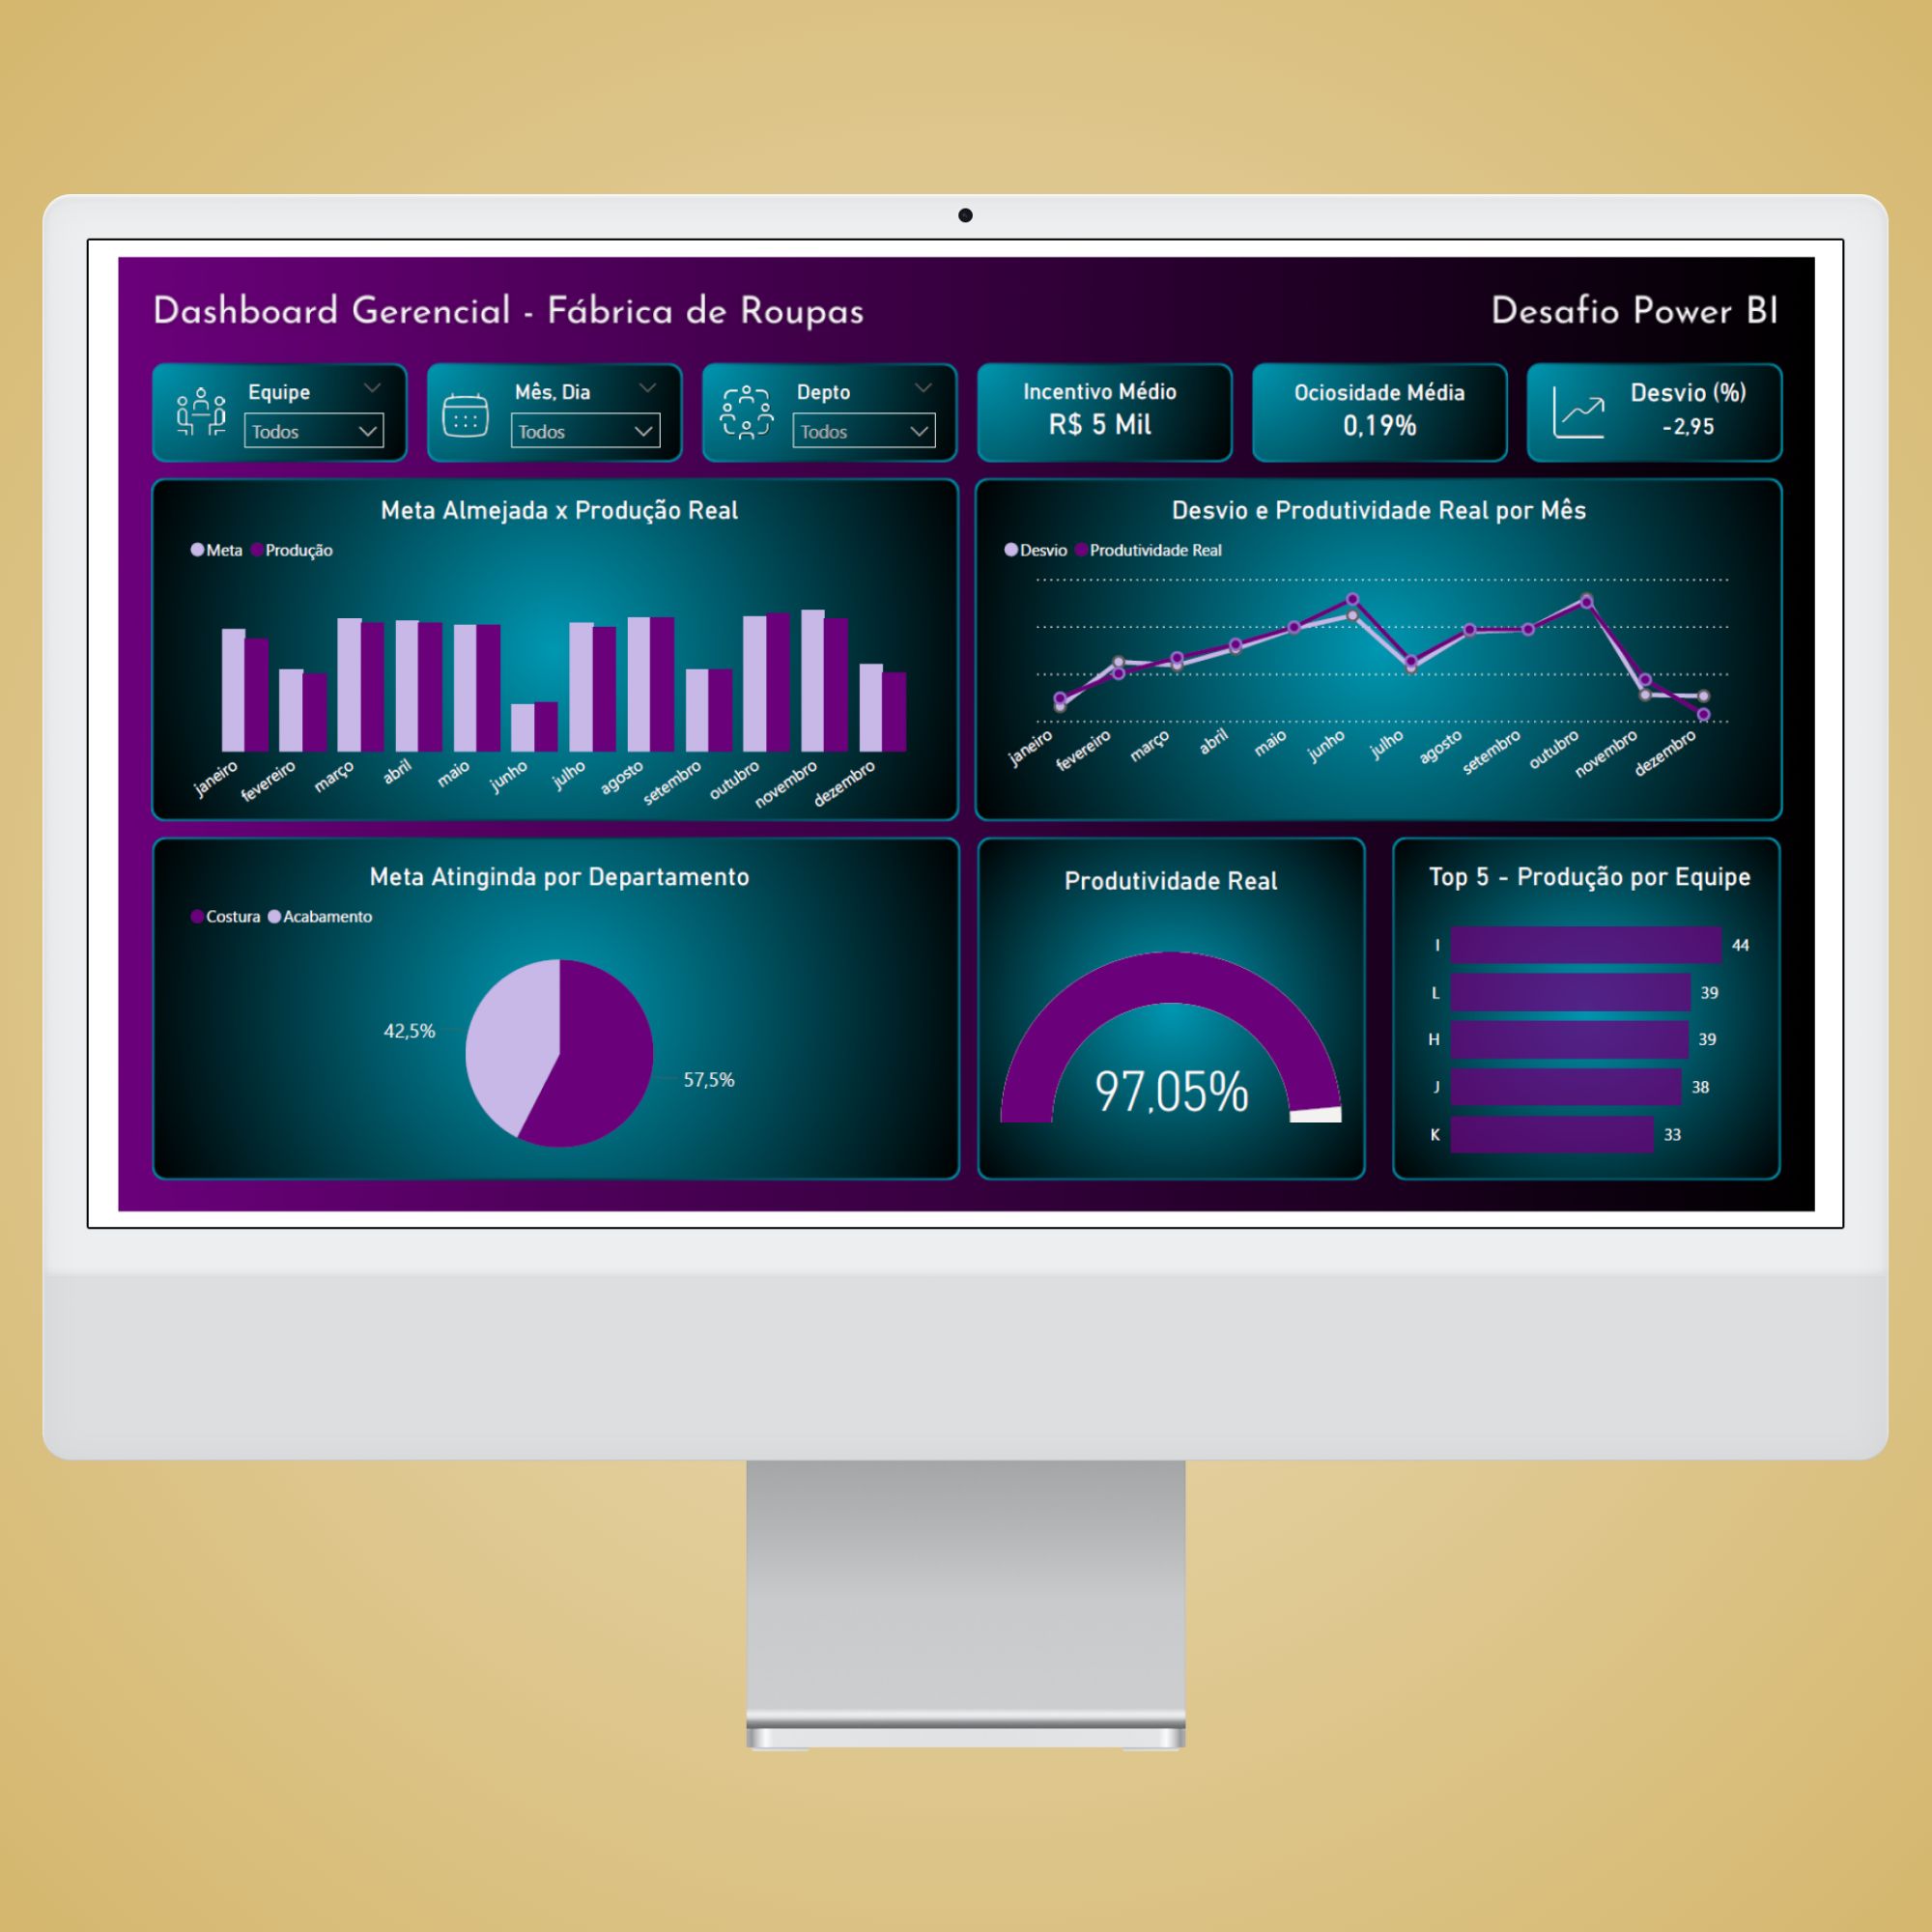 Dashboard Gerencial - Fábrica de Roupas
Desafio Power BI
Equipe
Todos
Mês, Dia
Todos
Depto
Todos
Incentivo Médio
R$ 5 Mil
Ociosidade Média
0,19%
Desvio (%)
-2,95
Meta Almejada x Produção Real
Meta Produção
janeiro
fevereiro
março
abril
maio
junho
julho
agosto
setembro
outubro
novembro
dezembro
Desvio e Produtividade Real por Mês
Desvio Produtividade Real
janeiro
fevereiro
março
abril
maio
junho
julho
agosto
setembro
outubro
novembro
dezembro
Meta Atinginda por Departamento
Costura Acabamento
42,5%
57,5%
Produtividade Real
97,05%
Top 5 - Produção por Equipe
I 44
L 39
H 39
J 38
K 33